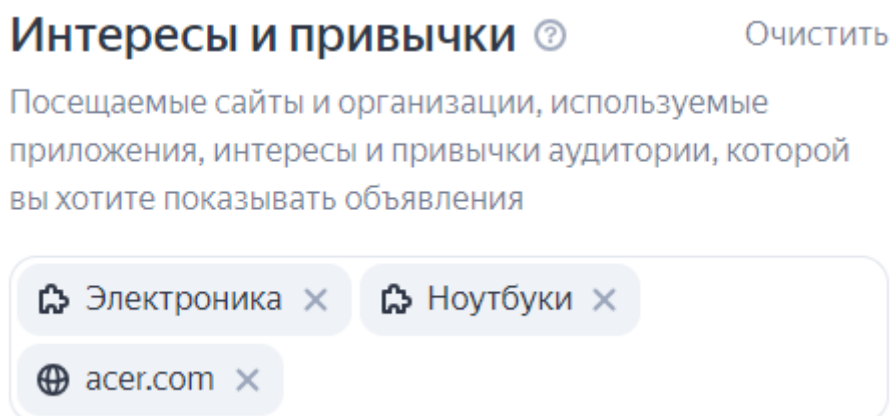 Интересы и привычки ? Очистить
Посещаемые сайты и организации, используемые
приложения, интересы и привычки аудитории, которой
вы хотите показывать объявления
Электроника × Ноутбуки ×
acer.com ×